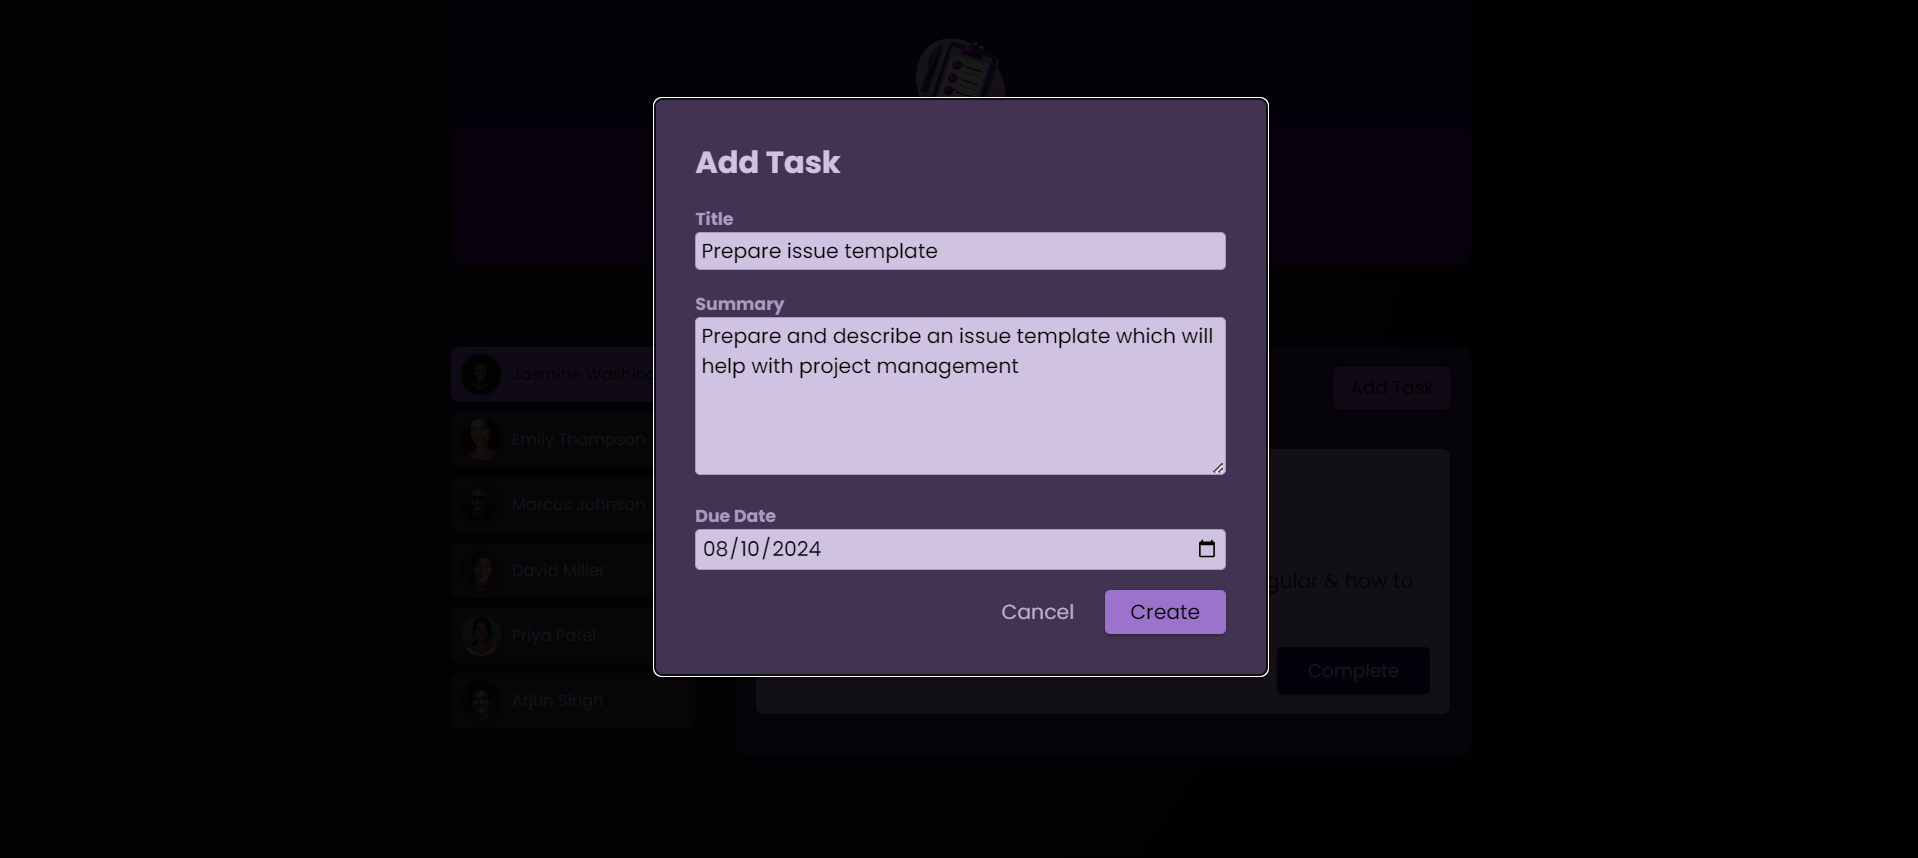 Add Task
Title
Prepare issue template
Summary
Prepare and describe an issue template which will
help with project management
Due Date
08/10/2024
Cancel
Create
Jasmine Washing
Emily Thompson
Marcus Johnson
David Miller
Priya Patel
Arjun Singh
Add Task
gular & how to
Complete